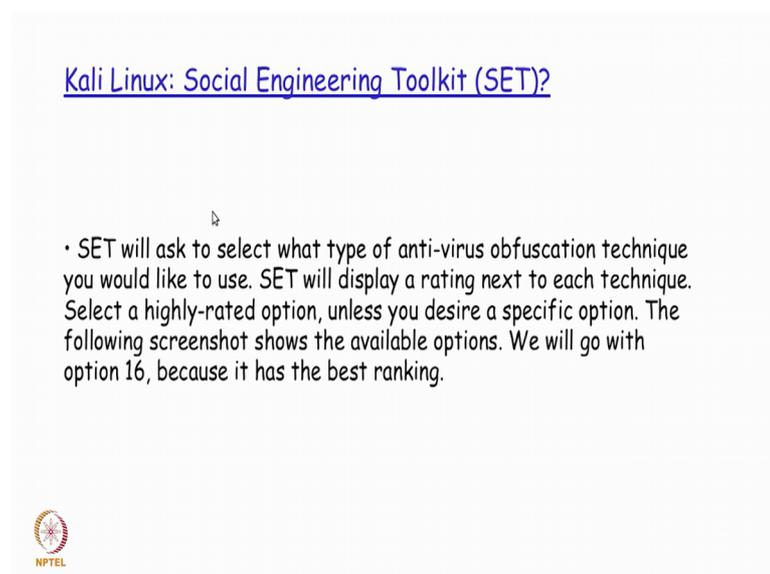 Kali Linux: Social Engineering Toolkit (SET)?
• SET will ask to select what type of anti-virus obfuscation technique
you would like to use. SET will display a rating next to each technique.
Select a highly-rated option, unless you desire a specific option. The
following screenshot shows the available options. We will go with
option 16, because it has the best ranking.
NPTEL